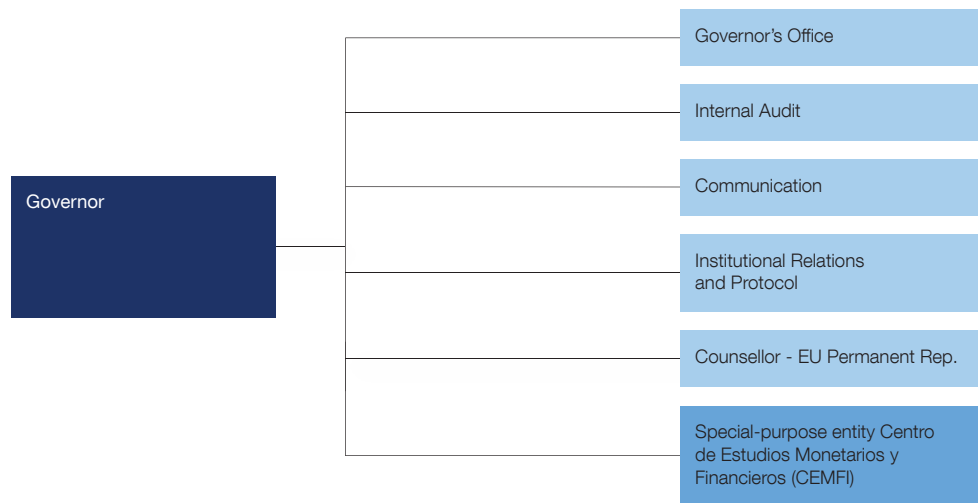 Governor's Office
Internal Audit
Communication
Governor
Institutional Relations
and Protocol
Counsellor - EU Permanent Rep.
Special-purpose entity Centro
de Estudios Monetarios y
Financieros (CEMFI)